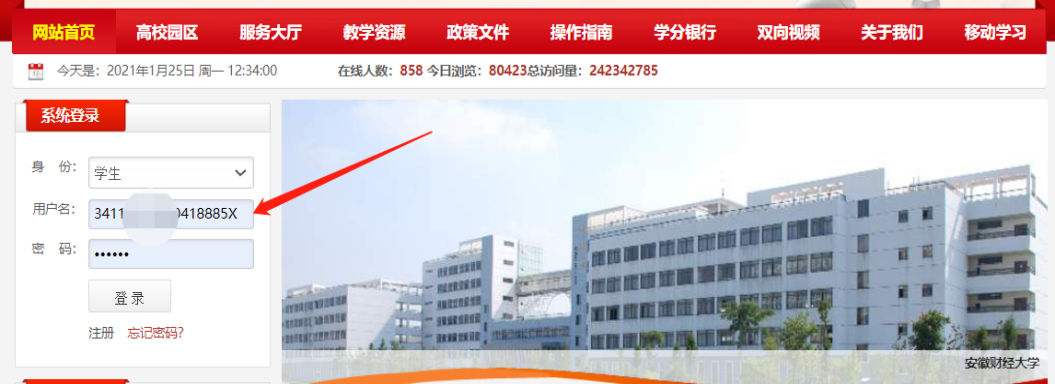 网站首页 高校园区 服务大厅 教学资源 政策文件 操作指南 学分银行 双向视频 关于我们 移动学习
今天是：2021年1月25日 周一 12:34:00 在线人数：858 今日浏览：80423总访问量：242342785
系统登录
身 份： 学生
用户名： 3411 0418885X
密 码： ••••••
登 录
注册 忘记密码?
安徽财经大学